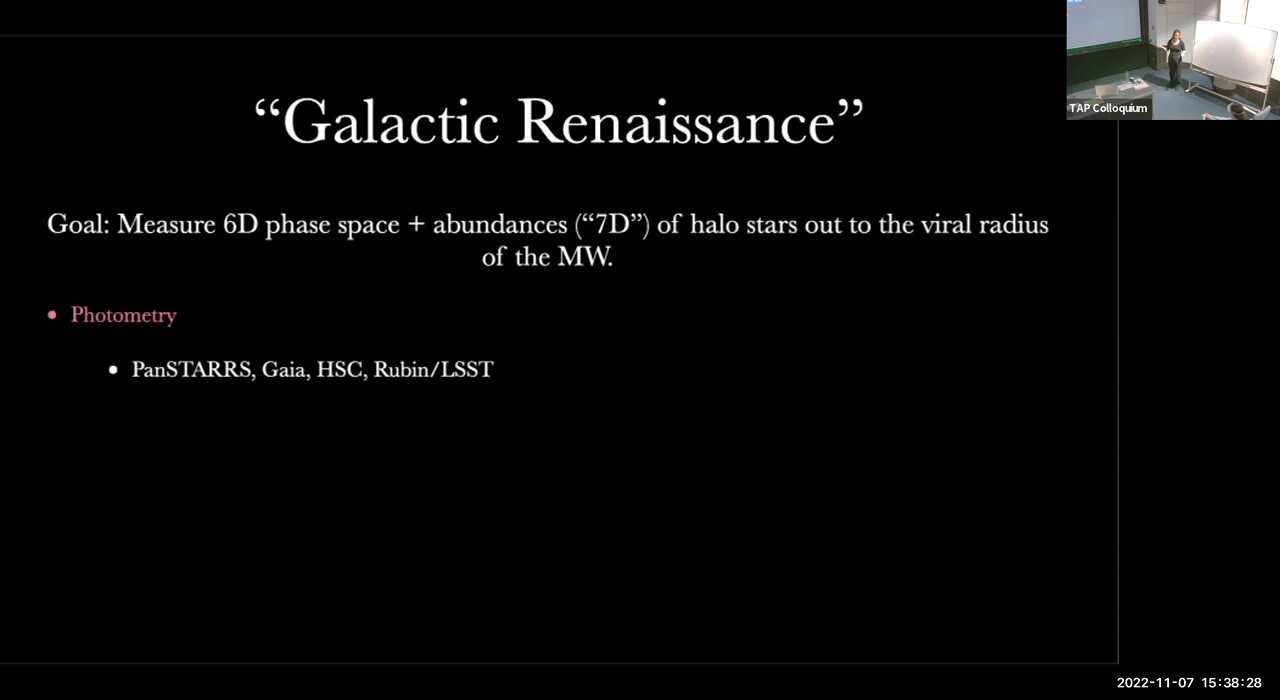 “Galactic Renaissance”
Goal: Measure 6D phase space + abundances (“7D”) of halo stars out to the viral radius
of the MW.
• Photometry
• PanSTARRS, Gaia, HSC, Rubin/LSST
TAP Colloquium
2022-11-07 15:38:28